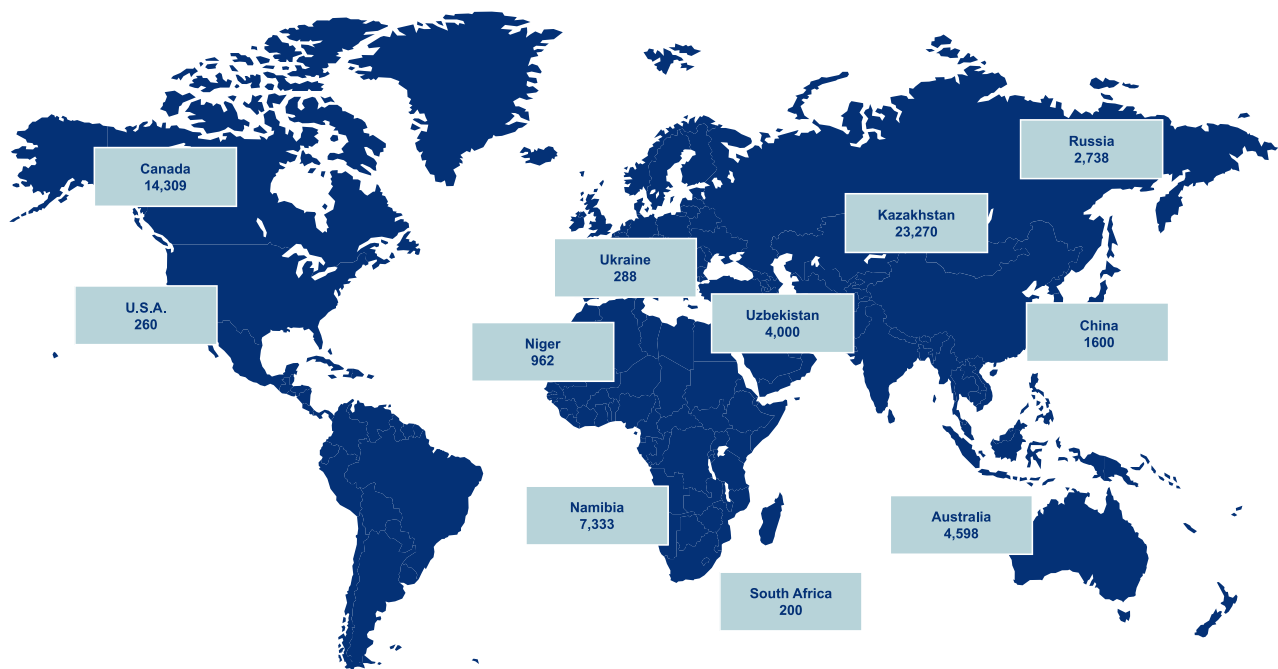 Russia
2,738
Canada
14,309
Kazakhstan
23,270
Ukraine
288
U.S.A.
260
Uzbekistan
4,000
China
1600
Niger
962
Namibia
7,333
Australia
4,598
South Africa
200